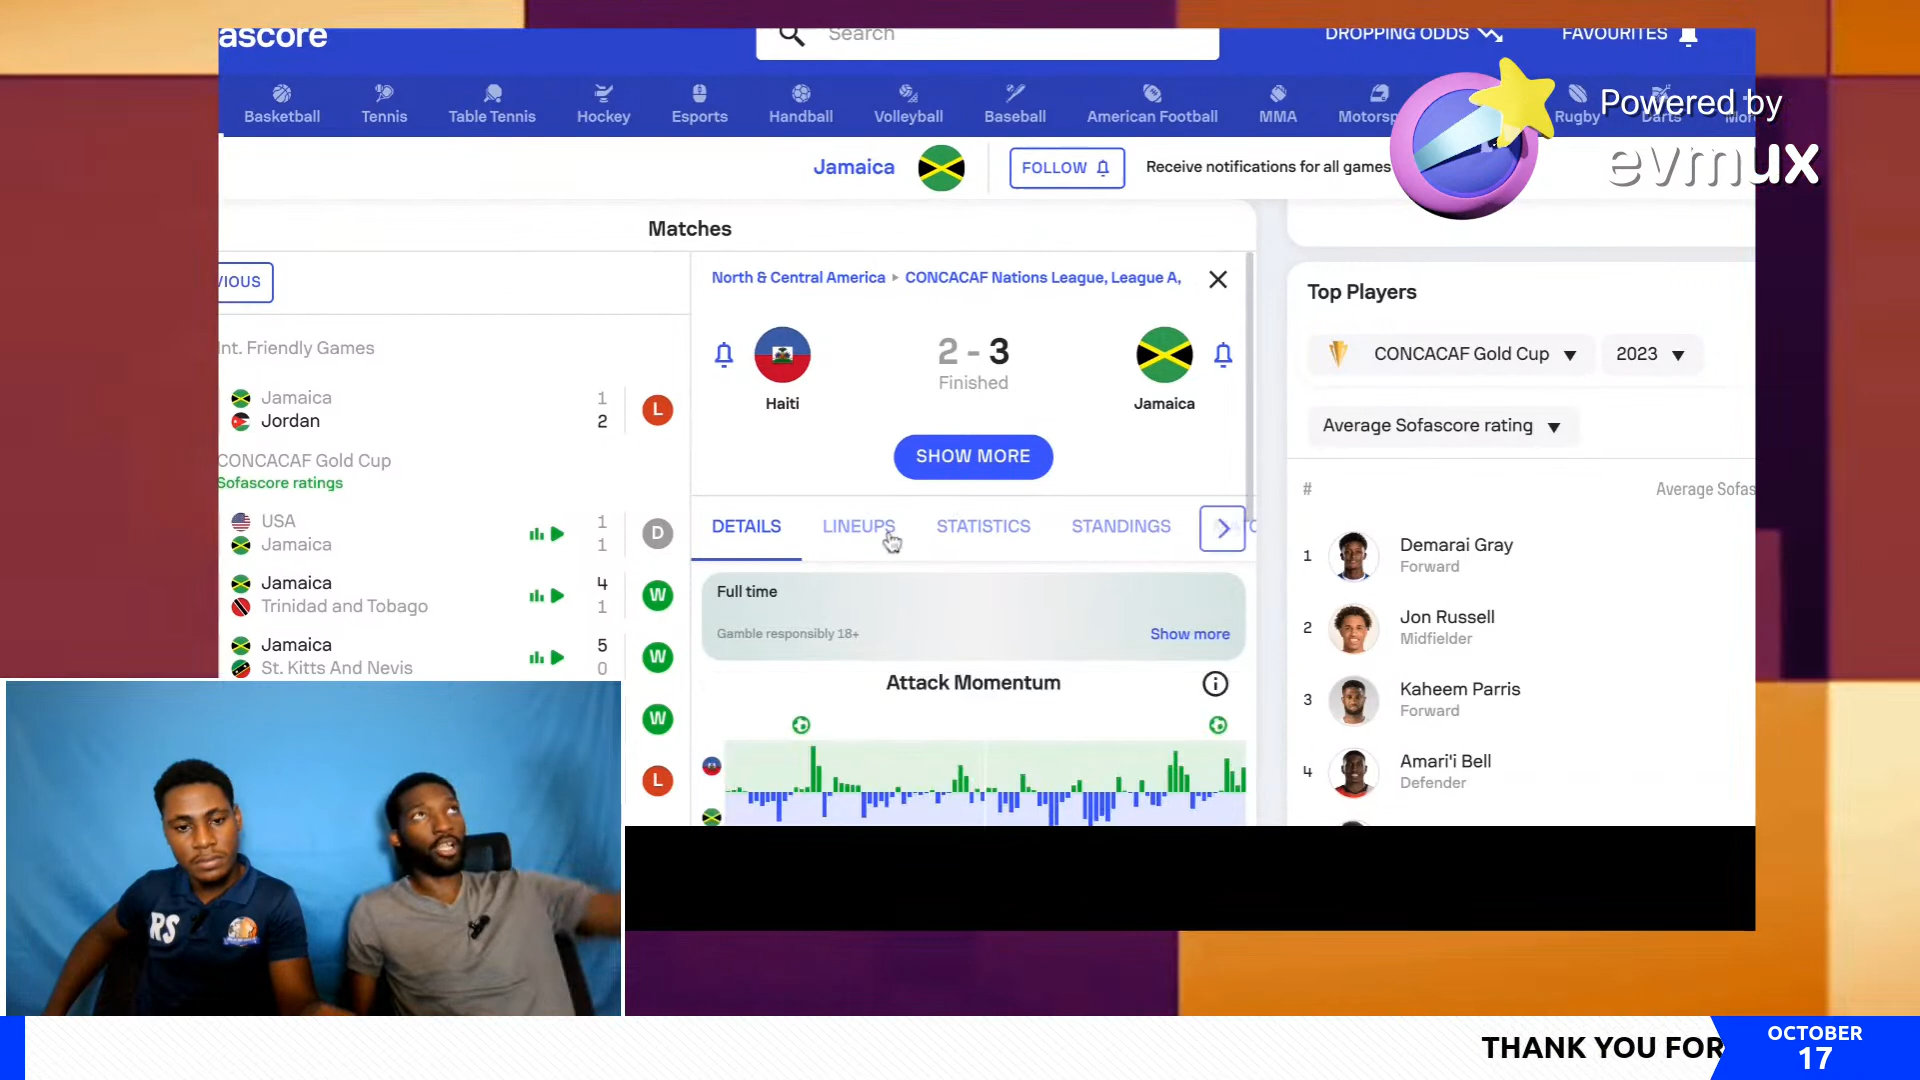 ascore
Search
DROPPING ODDS
FAVOURITES
Basketball
Tennis
Table Tennis
Hockey
Esports
Handball
Volleyball
Baseball
American Football
MMA
Motorsp
Rugby
Darts
Powered by
evmux
Jamaica
FOLLOW
Receive notifications for all games
Matches
VIOUS
Int. Friendly Games
Jamaica 1
Jordan 2
L
CONCACAF Gold Cup
Sofascore ratings
USA 1
Jamaica 1
D
Jamaica 4
Trinidad and Tobago 1
W
Jamaica 5
St. Kitts And Nevis 0
W
W
L
North & Central America
CONCACAF Nations League, League A,
2 - 3
Finished
Haiti
Jamaica
SHOW MORE
DETAILS
LINEUPS
STATISTICS
STANDINGS
Full time
Gamble responsibly 18+
Show more
Attack Momentum
Top Players
CONCACAF Gold Cup
2023
Average Sofascore rating
#
Average Sofas
1
Demarai Gray
Forward
2
Jon Russell
Midfielder
3
Kaheem Parris
Forward
4
Amari'i Bell
Defender
RS
THANK YOU FOR
OCTOBER
17